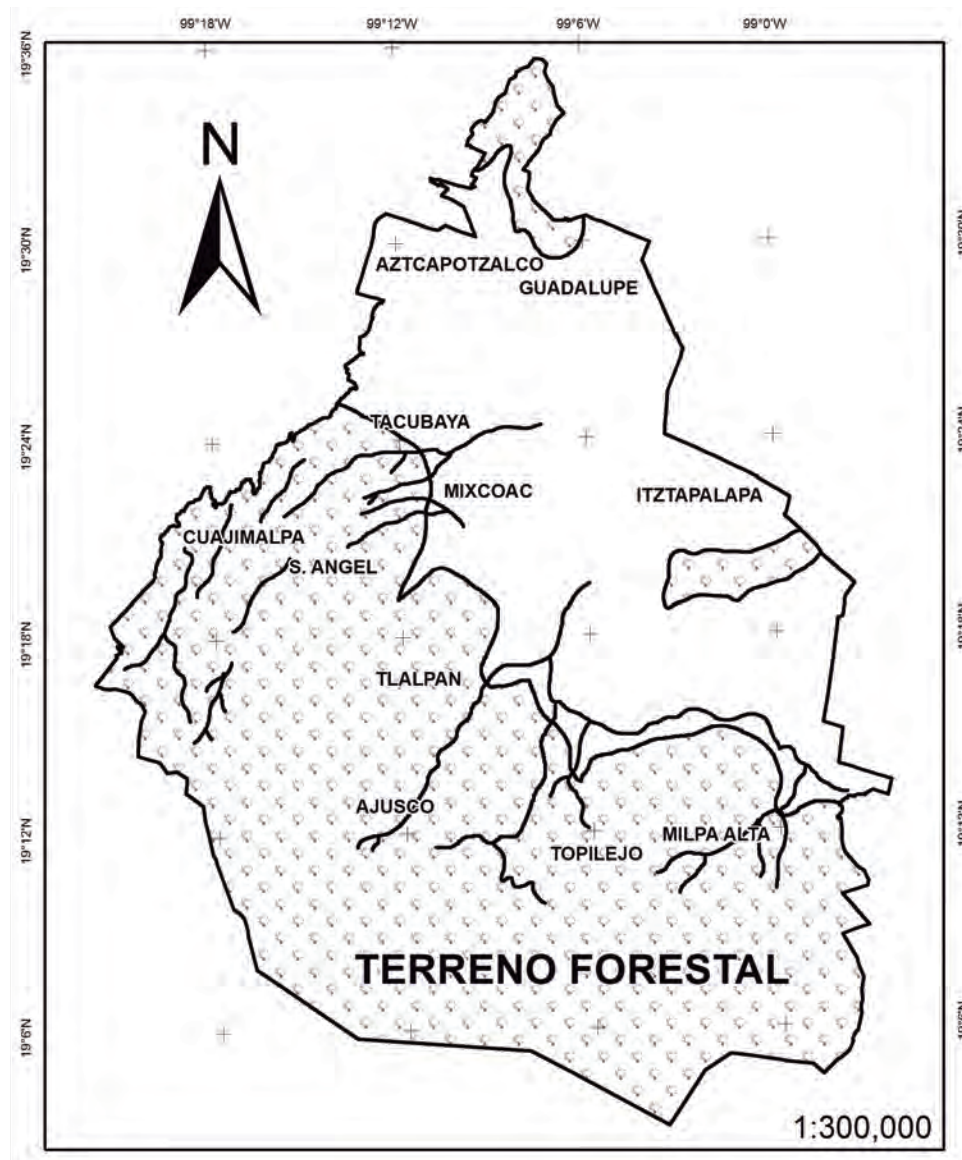 99°18'W 99°12'W 99°6'W 99°0'W
19°36'N
N
19°30'N
AZTCAPOTZALCO
GUADALUPE
19°24'N
TACUBAYA
MIXCOAC
ITZTAPALAPA
CUAJIMALPA
S. ANGEL
19°18'N
TLALPAN
AJUSCO
19°12'N
MILPA ALTA
TOPILEJO
TERRENO FORESTAL
19°6'N
1:300,000